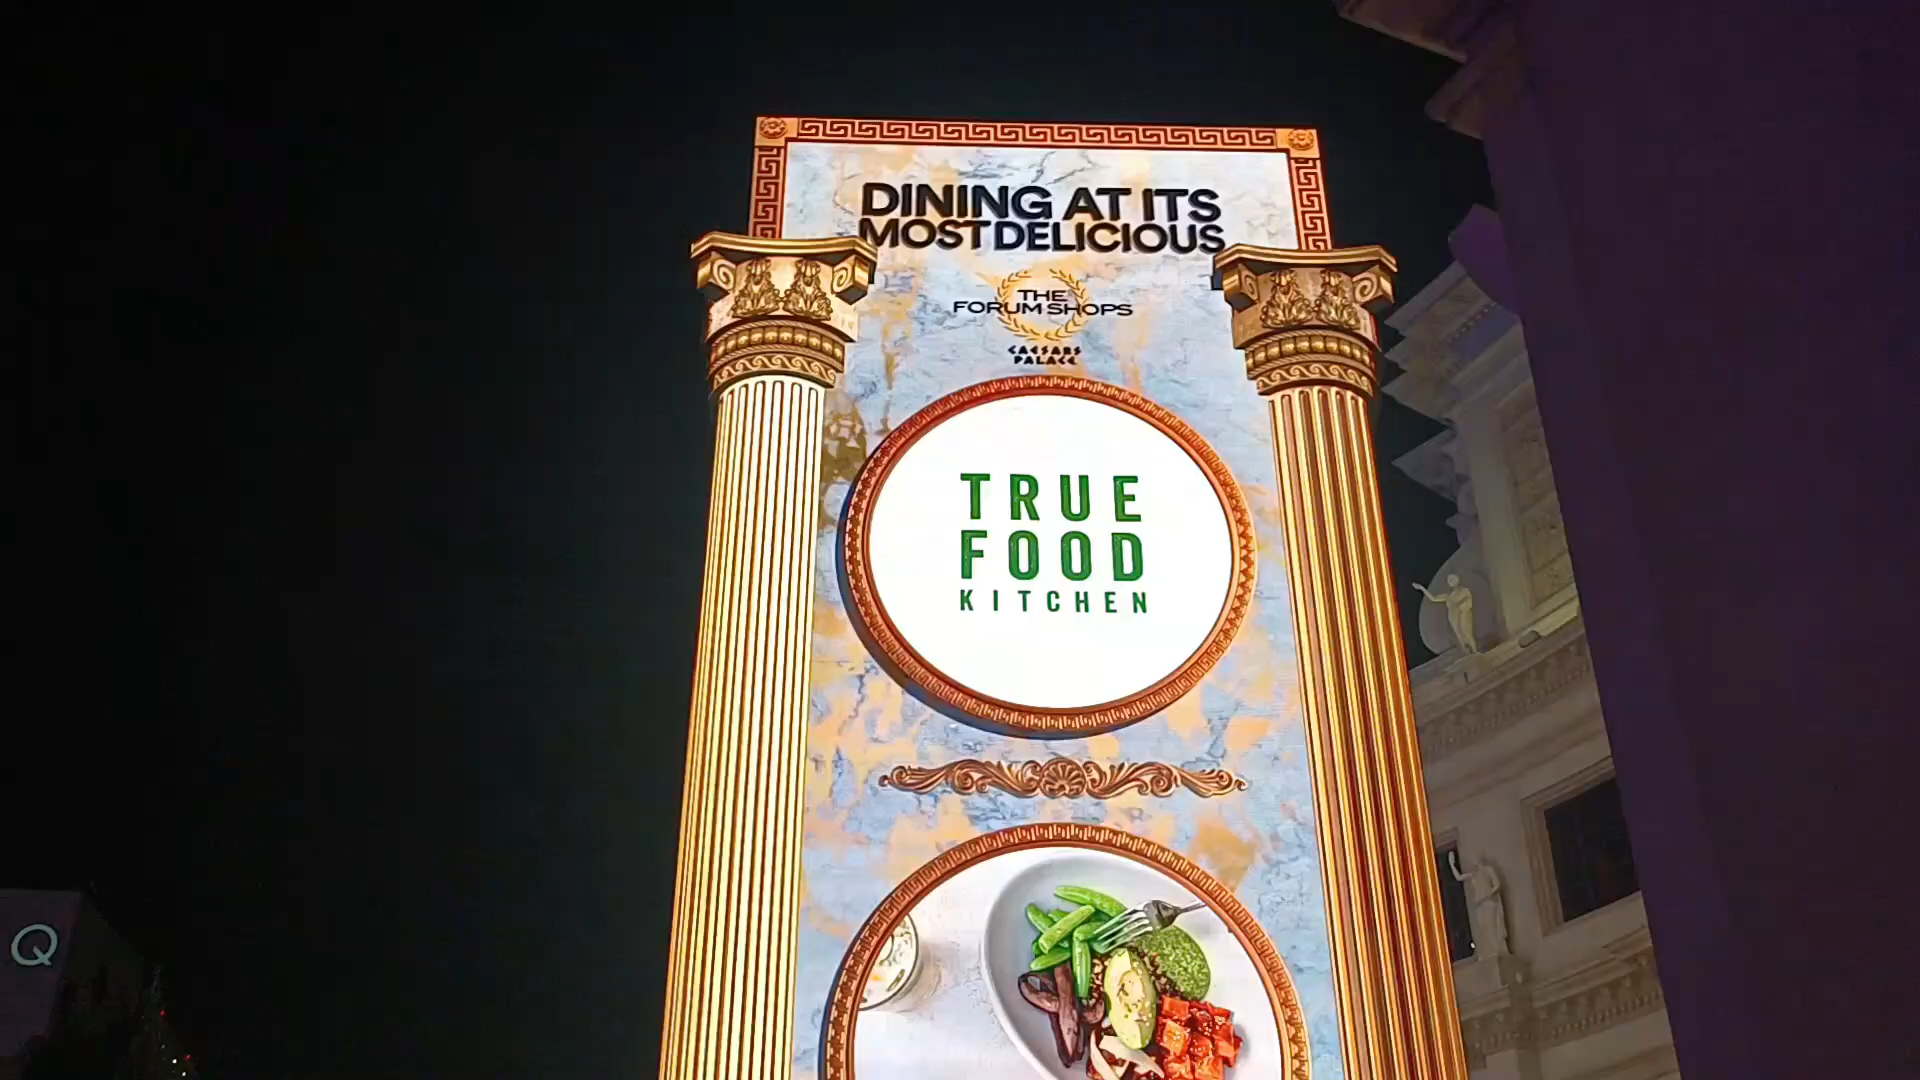 DINING AT ITS
MOST DELICIOUS
THE
FORUM SHOPS
CAESARS
PALACE
TRUE
FOOD
KITCHEN
Q